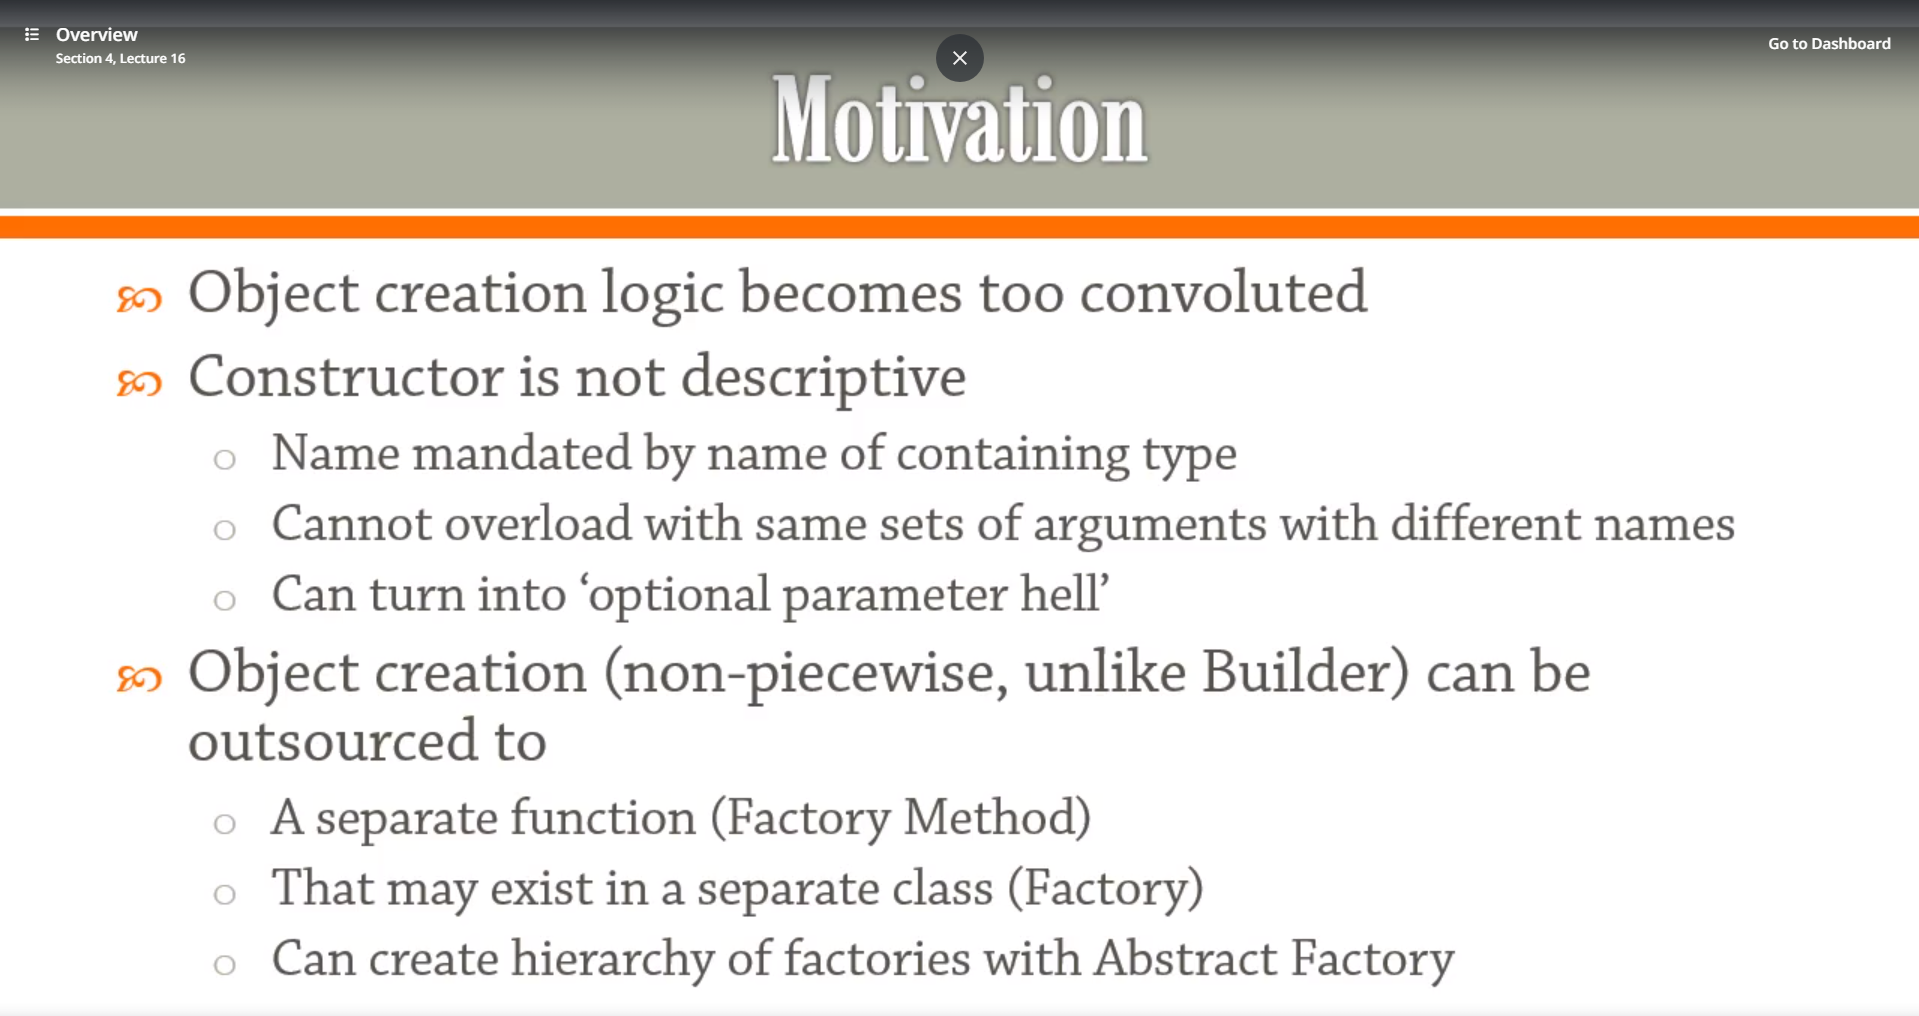 Overview
Section 4, Lecture 16
Go to Dashboard
Motivation
Object creation logic becomes too convoluted
Constructor is not descriptive
Name mandated by name of containing type
Cannot overload with same sets of arguments with different names
Can turn into ‘optional parameter hell’
Object creation (non-piecewise, unlike Builder) can be
outsourced to
A separate function (Factory Method)
That may exist in a separate class (Factory)
Can create hierarchy of factories with Abstract Factory